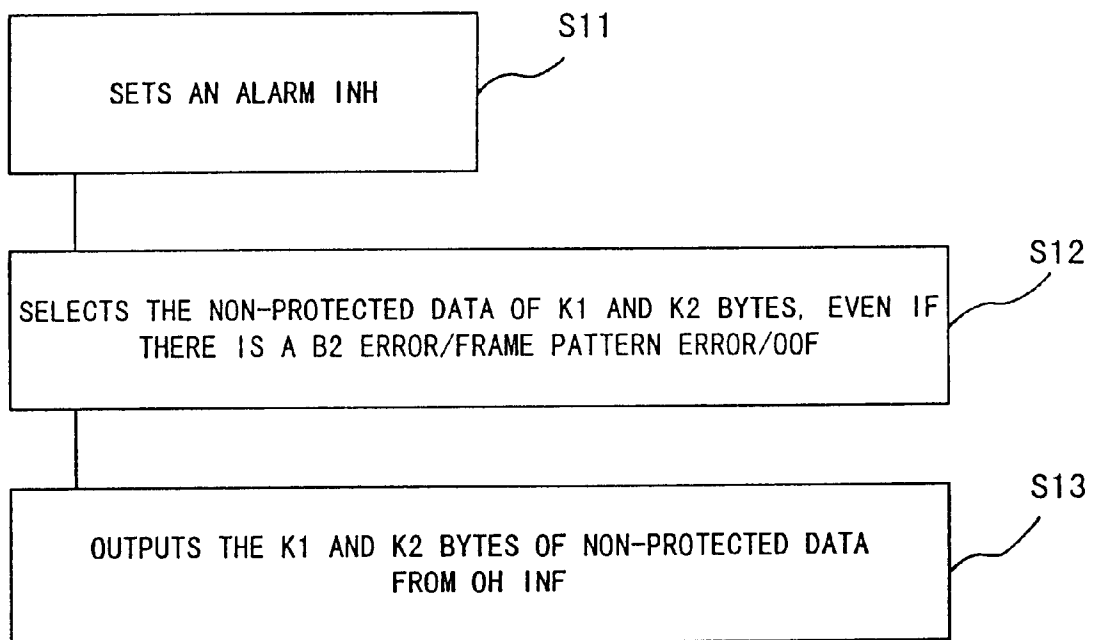 S11
SETS AN ALARM INH
S12
SELECTS THE NON-PROTECTED DATA OF K1 AND K2 BYTES, EVEN IF
THERE IS A B2 ERROR/FRAME PATTERN ERROR/OOF
S13
OUTPUTS THE K1 AND K2 BYTES OF NON-PROTECTED DATA
FROM OH INF